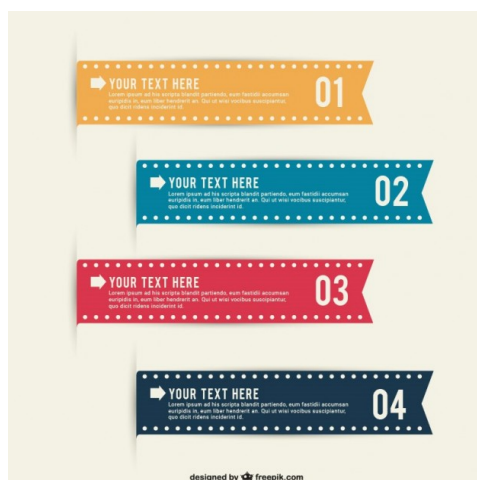 YOUR TEXT HERE
Lorem ipsum ad his scripta blandit partiendo, eum fastidii accumsan
euripidis in, eum liber hendrerit an. Qui ut wisi vocibus suscipiantur,
quo dicit ridens inciderint id.
01
YOUR TEXT HERE
Lorem ipsum ad his scripta blandit partiendo, eum fastidii accumsan
euripidis in, eum liber hendrerit an. Qui ut wisi vocibus suscipiantur,
quo dicit ridens inciderint id.
02
YOUR TEXT HERE
Lorem ipsum ad his scripta blandit partiendo, eum fastidii accumsan
euripidis in, eum liber hendrerit an. Qui ut wisi vocibus suscipiantur,
quo dicit ridens inciderint id.
03
YOUR TEXT HERE
Lorem ipsum ad his scripta blandit partiendo, eum fastidii accumsan
euripidis in, eum liber hendrerit an. Qui ut wisi vocibus suscipiantur,
quo dicit ridens inciderint id.
04
designed by freepik.com